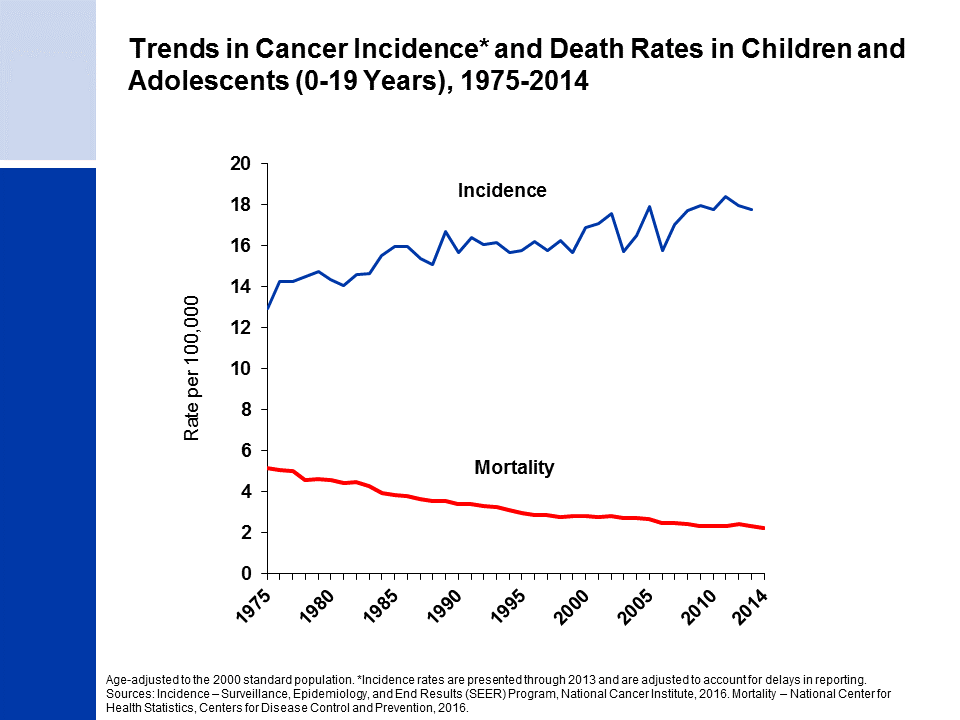 Trends in Cancer Incidence* and Death Rates in Children and
Adolescents (0-19 Years), 1975-2014
20
18
16
14
12
10
8
6
4
2
0
Rate per 100,000
Incidence
Mortality
1975
1980
1985
1990
1995
2000
2005
2010
2014
Age-adjusted to the 2000 standard population. *Incidence rates are presented through 2013 and are adjusted to account for delays in reporting.
Sources: Incidence – Surveillance, Epidemiology, and End Results (SEER) Program, National Cancer Institute, 2016. Mortality – National Center for
Health Statistics, Centers for Disease Control and Prevention, 2016.